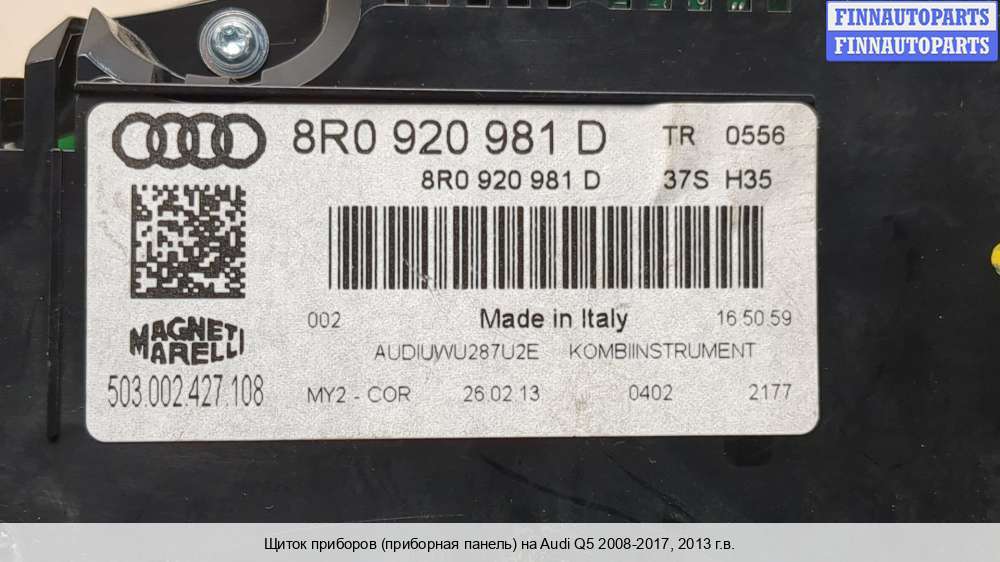 FINNAUTOPARTS
FINNAUTOPARTS
8R0 920 981 D TR 0556
8R0 920 981 D 37S H35
002 Made in Italy 16 50 59
MAGNETI
MARELLI
AUDIUWU287U2E KOMBIINSTRUMENT
503.002.427.108
MY2 - COR 26 02 13 0402 2177
Щиток приборов (приборная панель) на Audi Q5 2008-2017, 2013 г.в.